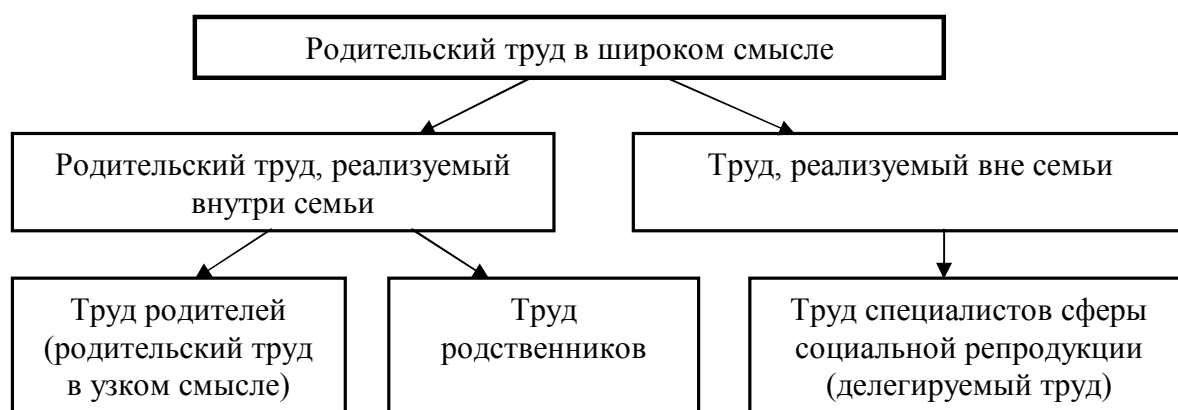 Родительский труд в широком смысле
Родительский труд, реализуемый
внутри семьи
Труд, реализуемый вне семьи
Труд родителей
(родительский труд
в узком смысле)
Труд
родственников
Труд специалистов сферы
социальной репродукции
(делегируемый труд)